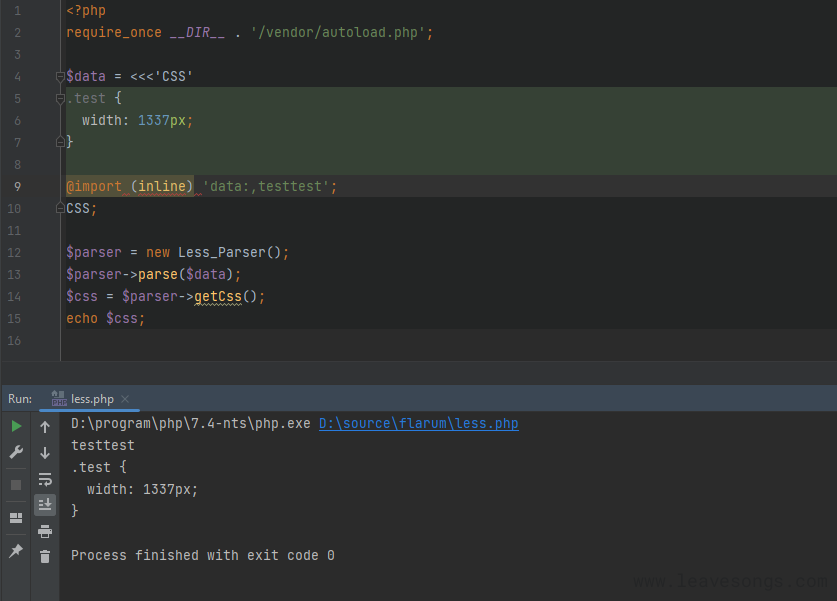 1 <?php
2 require_once __DIR__ . '/vendor/autoload.php';
3
4 $data = <<<'CSS'
5 .test {
6   width: 1337px;
7 }
8
9 @import (inline) 'data:,testtest';
10 CSS;
11
12 $parser = new Less_Parser();
13 $parser->parse($data);
14 $css = $parser->getCss();
15 echo $css;
16
Run: less.php
D:\program\php\7.4-nts\php.exe D:\source\flarum\less.php
testtest
.test {
  width: 1337px;
}
Process finished with exit code 0
www.leavesongs.com